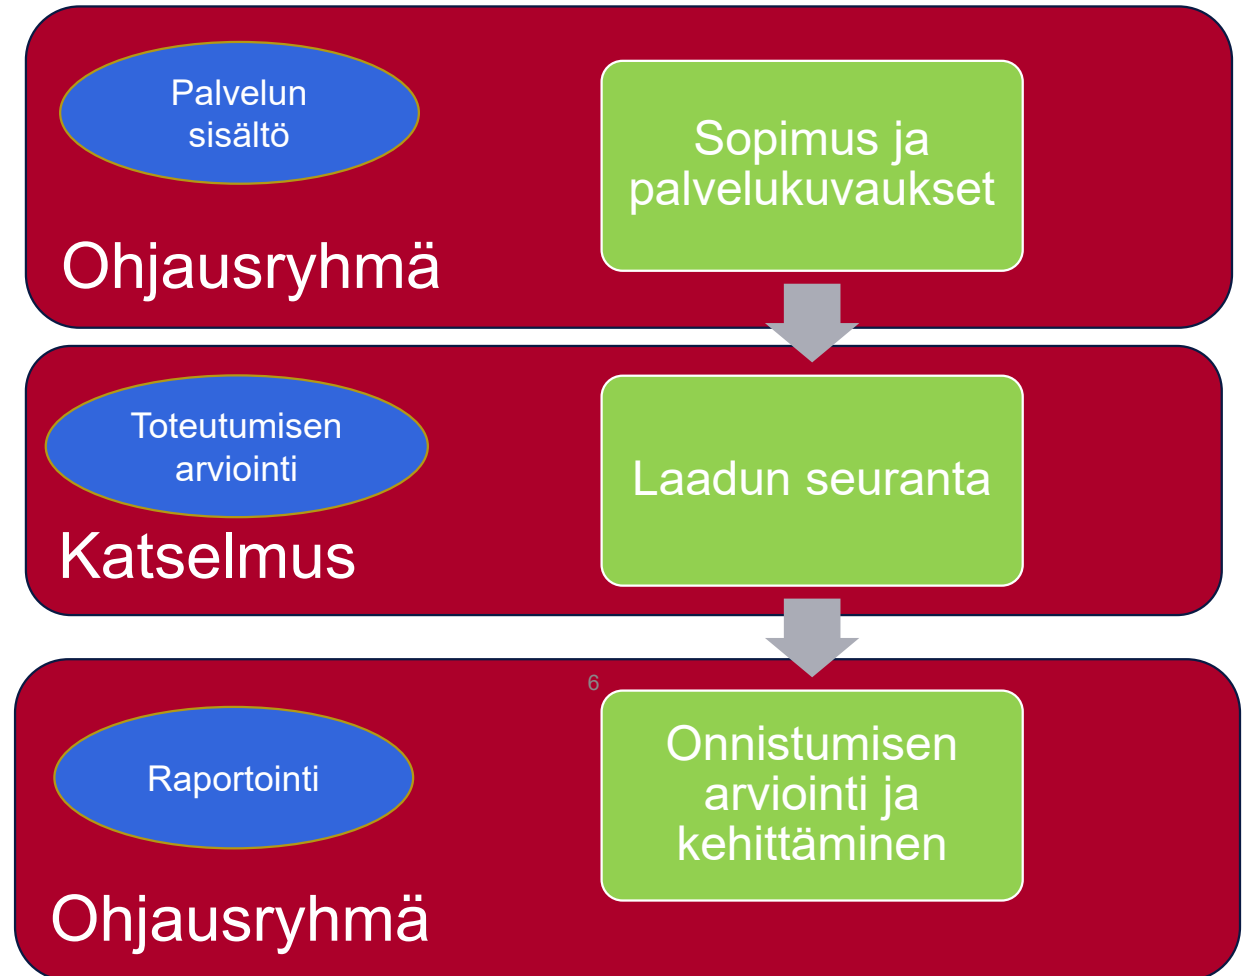 Palvelun
sisältö
Sopimus ja
palvelukuvaukset
Ohjausryhmä
Toteutumisen
arviointi
Laadun seuranta
Katselmus
6
Raportointi
Onnistumisen
arviointi ja
kehittäminen
Ohjausryhmä